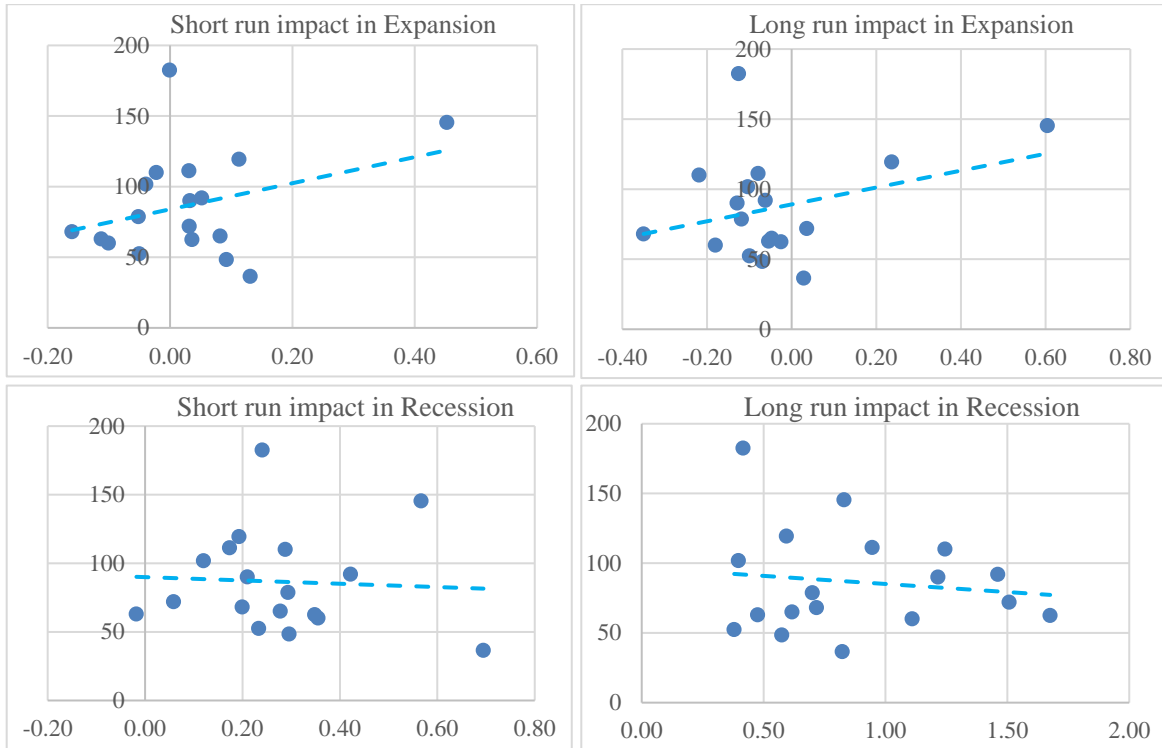 Short run impact in Expansion
200
150
100
50
0
-0.20 0.00 0.20 0.40 0.60
Long run impact in Expansion
200
150
100
50
0
-0.40 -0.20 0.00 0.20 0.40 0.60 0.80
Short run impact in Recession
200
150
100
50
0
-0.20 0.00 0.20 0.40 0.60 0.80
Long run impact in Recession
200
150
100
50
0
0.00 0.50 1.00 1.50 2.00